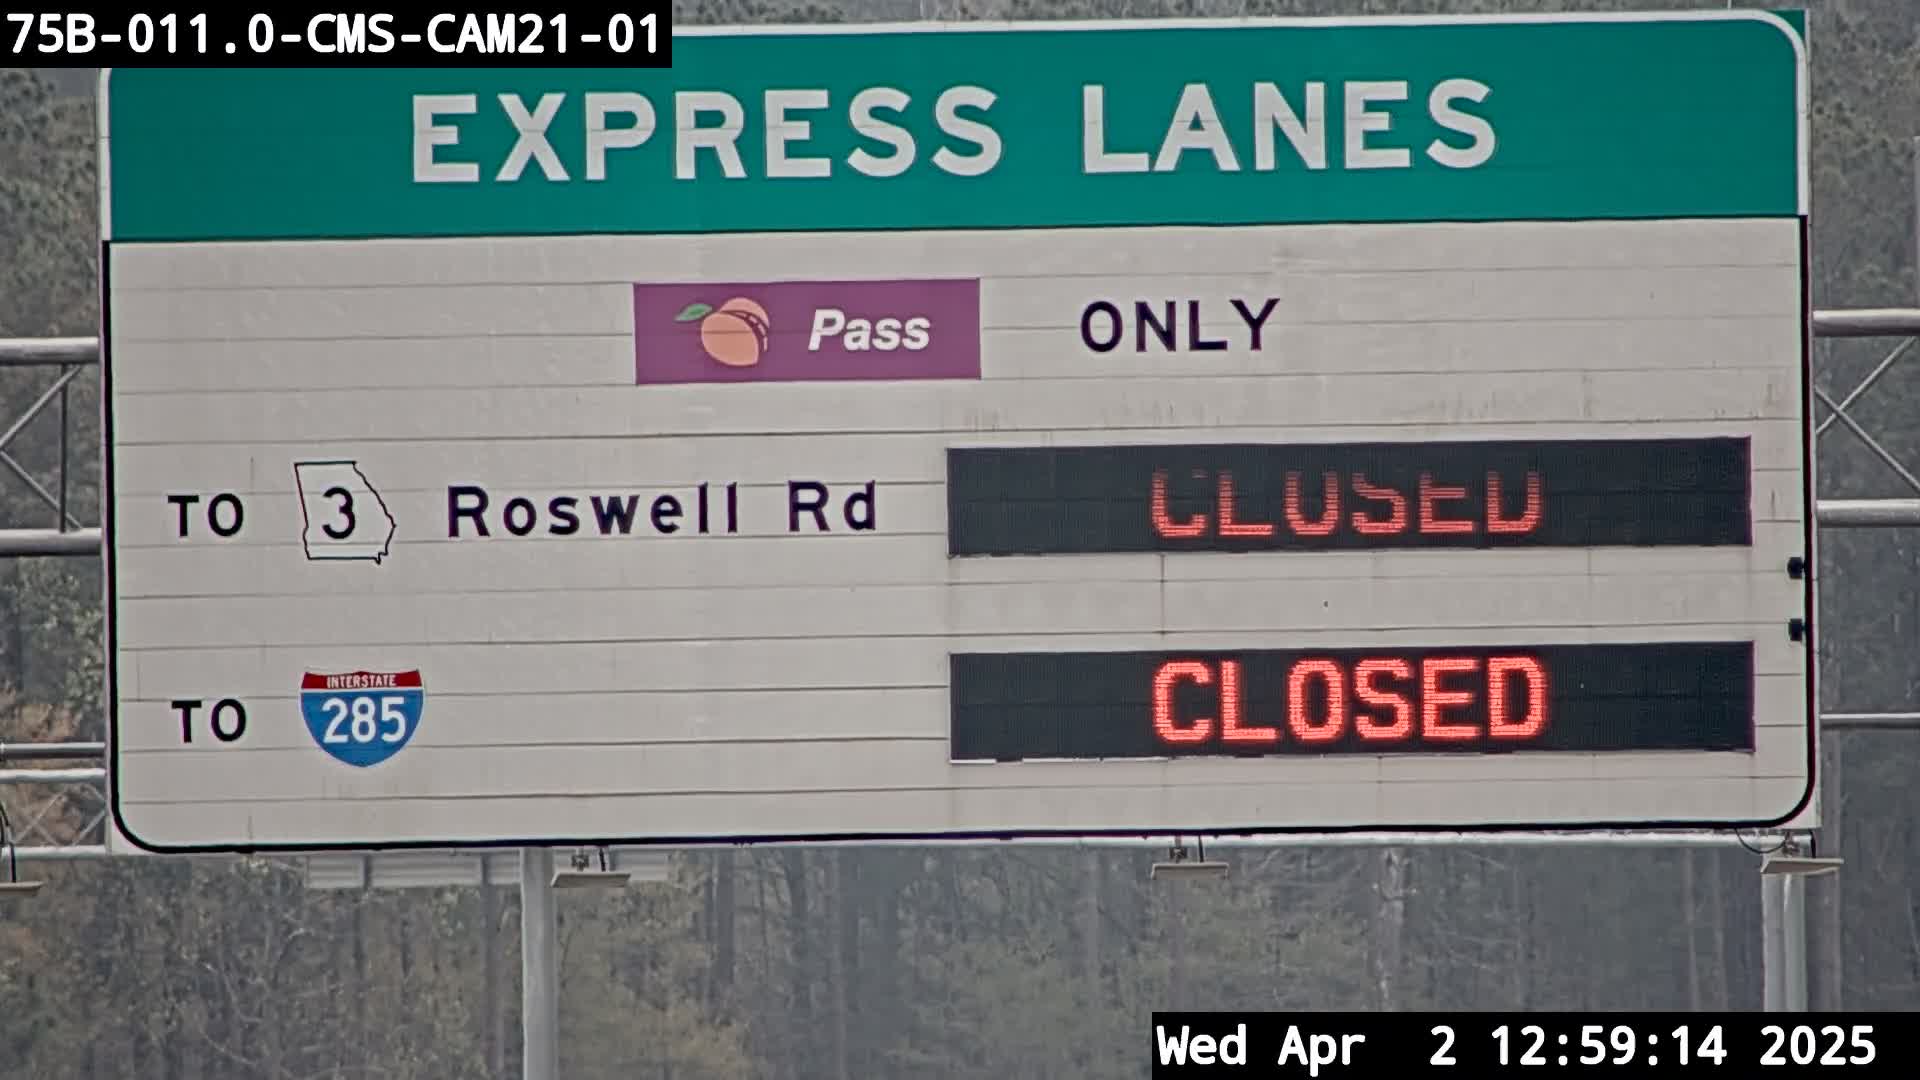 75B-011.0-CMS-CAM21-01
EXPRESS LANES
Pass ONLY
TO 3 Roswell Rd CLOSED
TO INTERSTATE 285 CLOSED
Wed Apr 2 12:59:14 2025